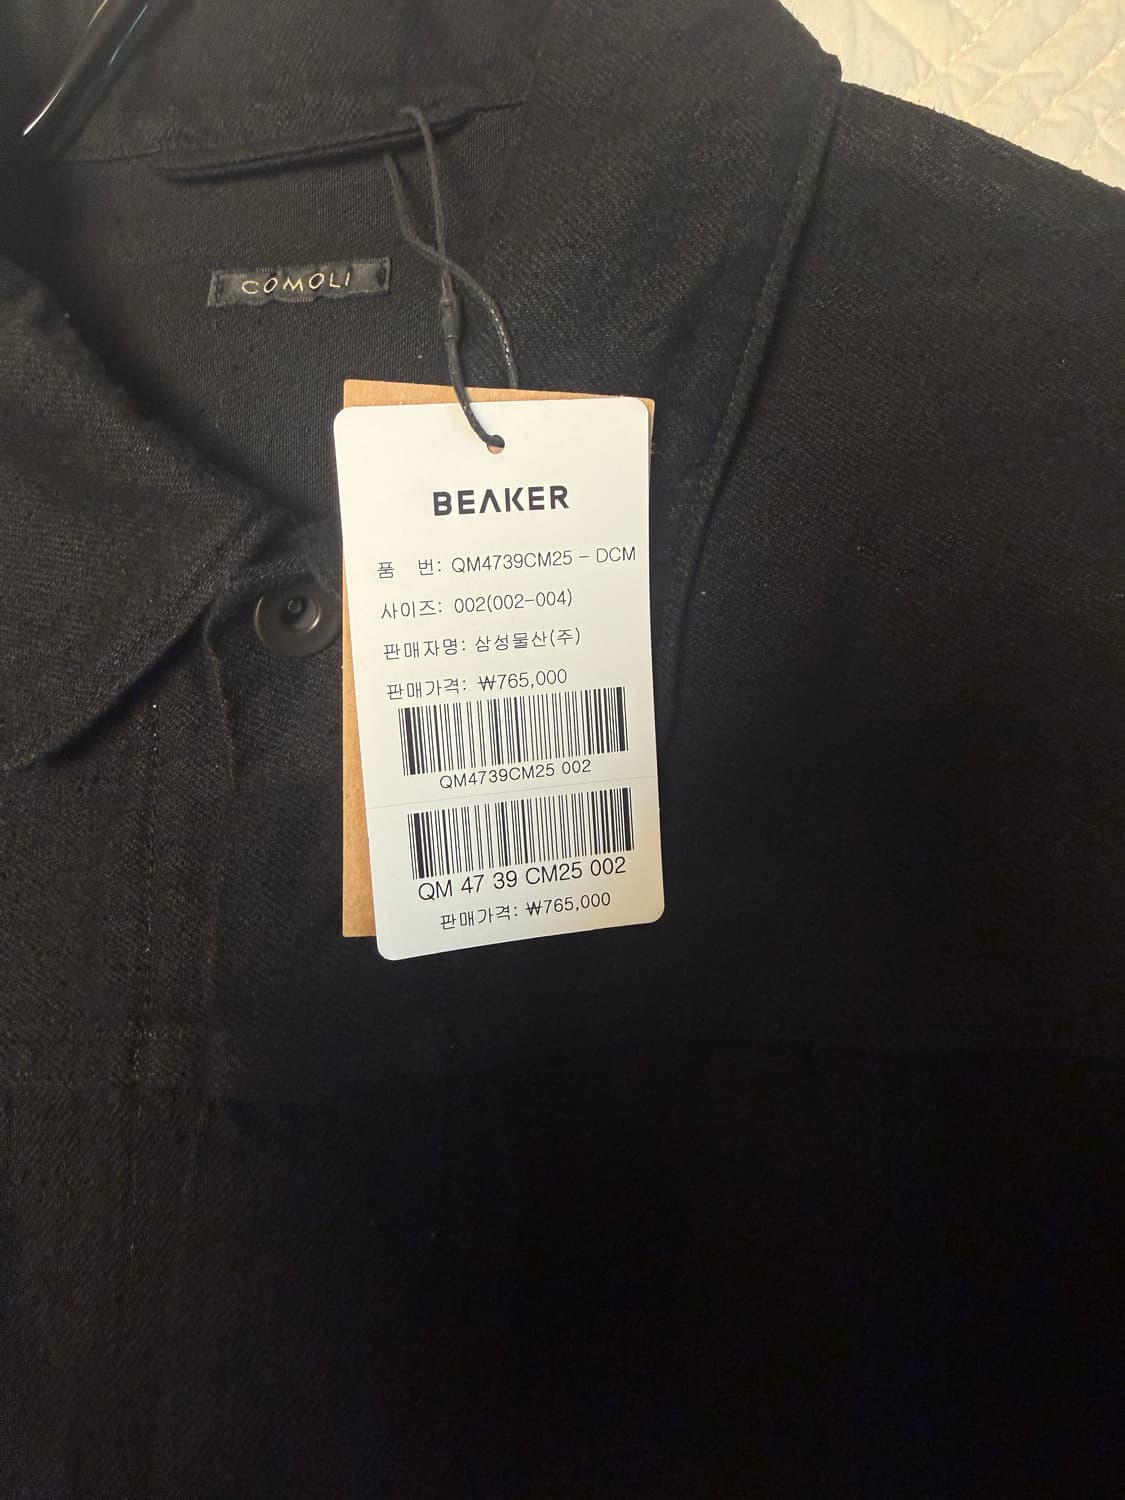 COMOLI
BEAKER
품 번: QM4739CM25 - DCM
사이즈: 002(002-004)
판매자명: 삼성물산(주)
판매가격: ₩765,000
QM4739CM25 002
QM 47 39 CM25 002
판매가격: ₩765,000